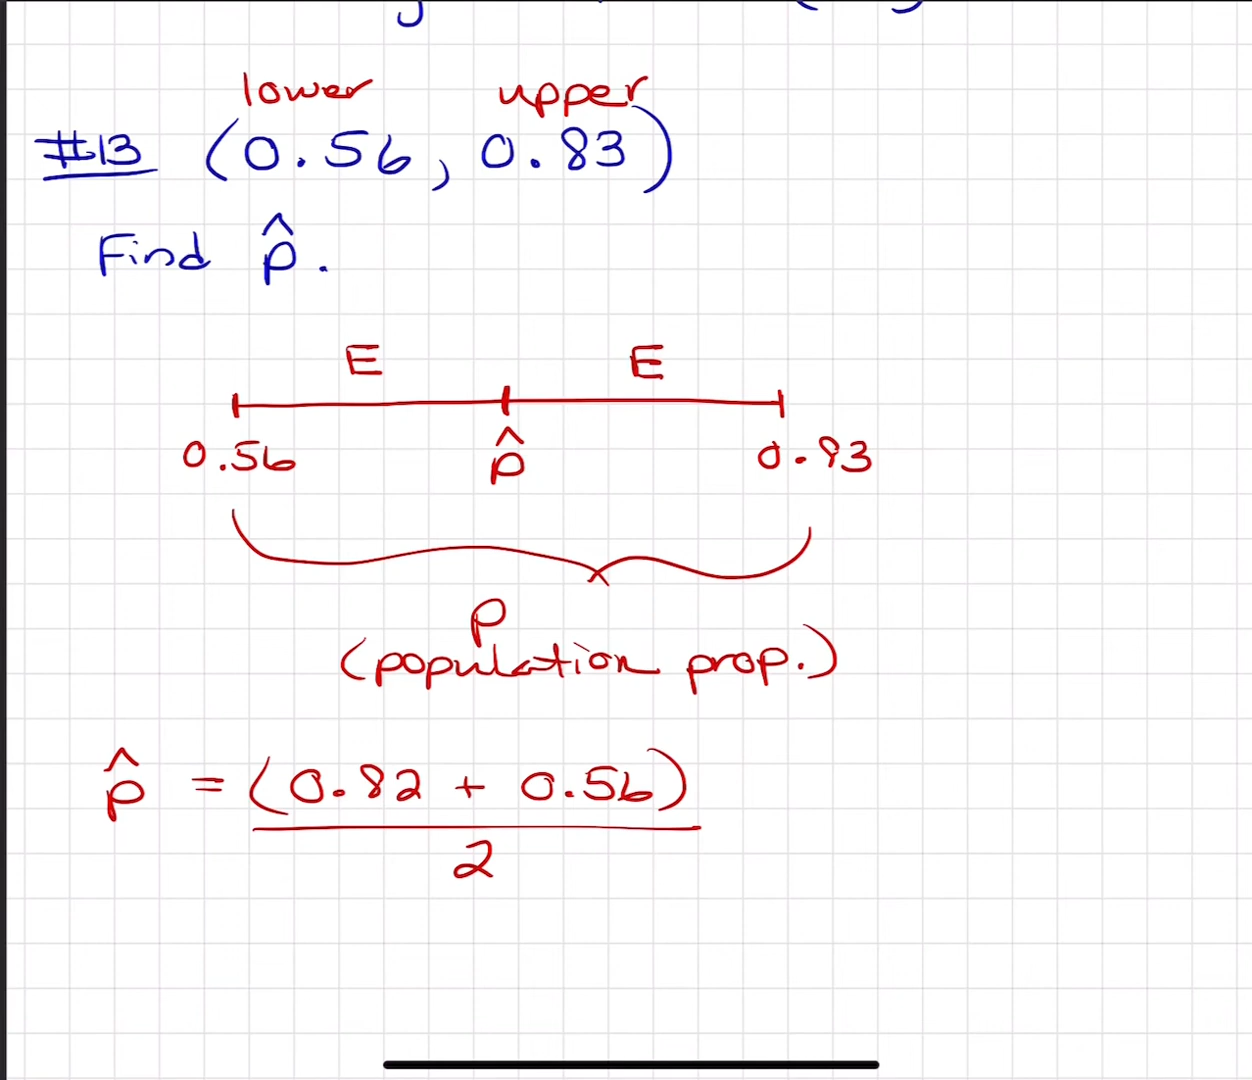 lower upper
#13 (0.56, 0.83)
Find p̂.
E E
0.56 p̂ 0.83
p
(population prop.)
p̂ = (0.82 + 0.56)
2